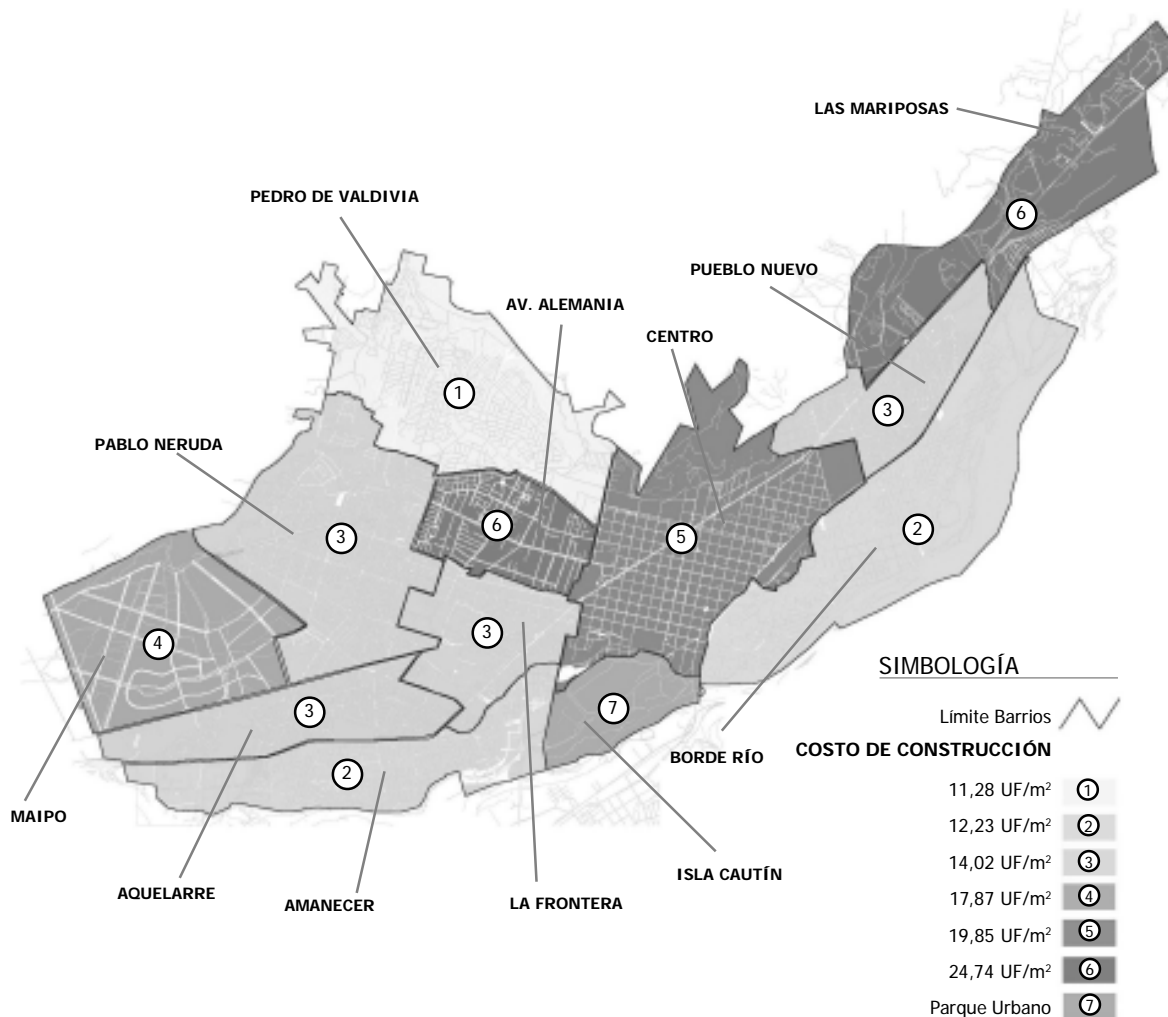 LAS MARIPOSAS
6
PEDRO DE VALDIVIA
PUEBLO NUEVO
AV. ALEMANIA
CENTRO
1
3
PABLO NERUDA
6
2
3
5
3
4
SIMBOLOGÍA
7
3
Límite Barrios
BORDE RÍO
COSTO DE CONSTRUCCIÓN
2
11,28 UF/m² 1
MAIPO
12,23 UF/m² 2
14,02 UF/m² 3
ISLA CAUTÍN
AQUELARRE
AMANECER
LA FRONTERA
17,87 UF/m² 4
19,85 UF/m² 5
24,74 UF/m² 6
Parque Urbano 7